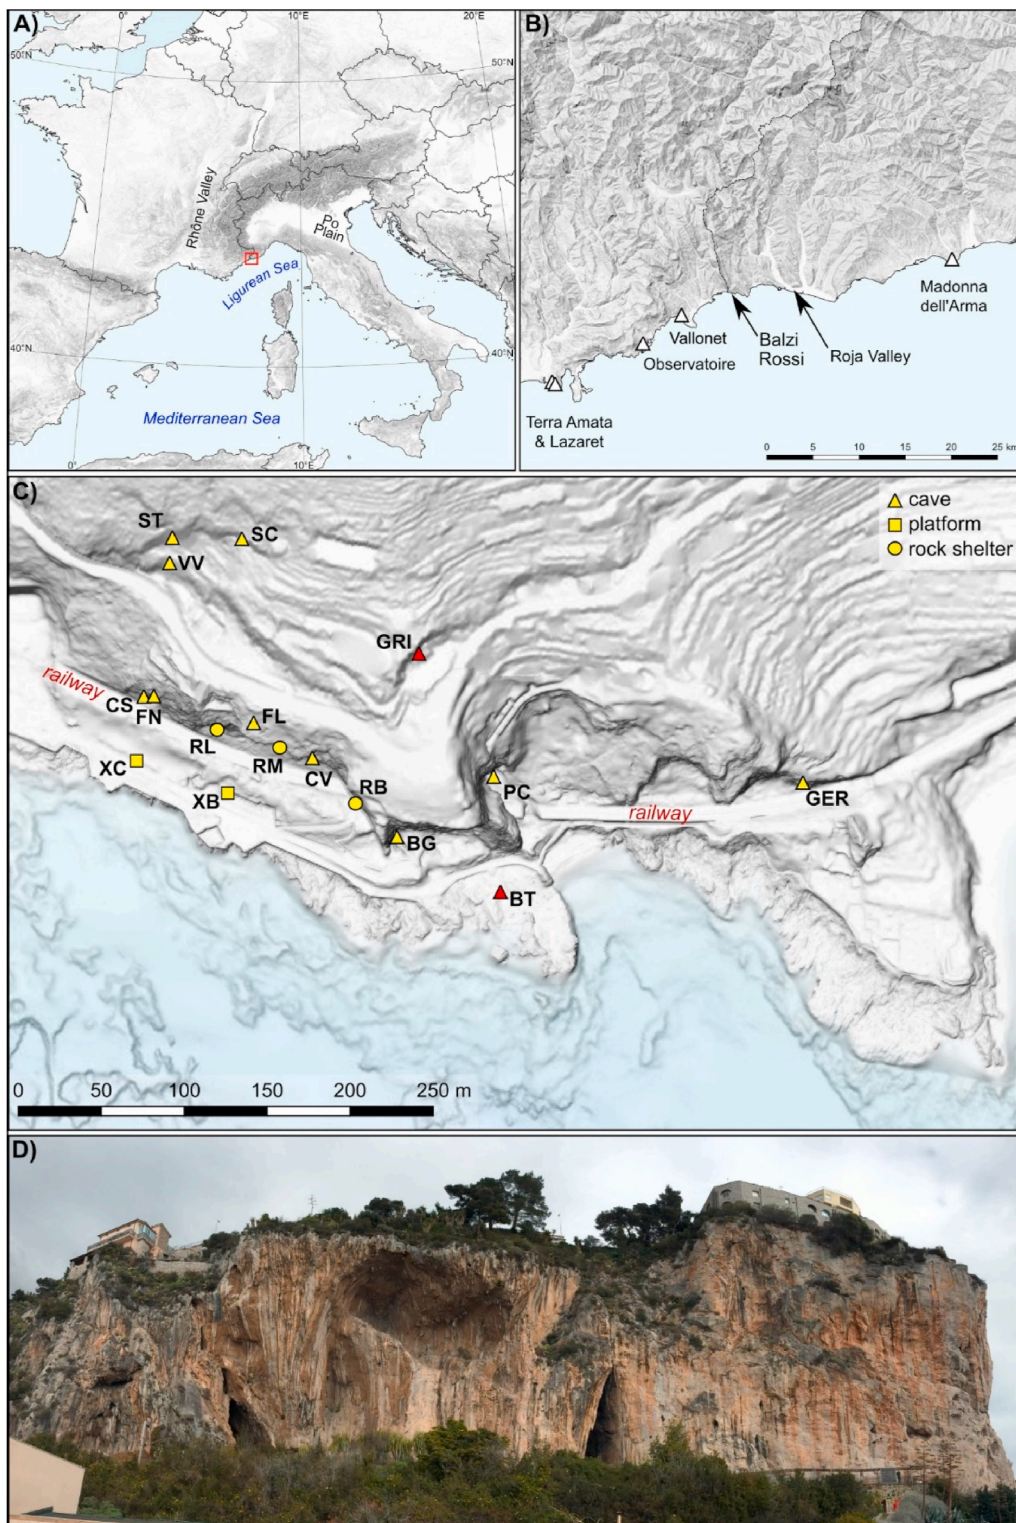 A)
0°
10°E
20°E
50°N
50°N
Rhône Valley
Po
Plain
Ligurean Sea
40°N
40°N
Mediterranean Sea
0°
10°E
B)
Madonna
dell'Arma
Vallonet
Observatoire
Balzi
Rossi
Roja Valley
Terra Amata
& Lazaret
0 5 10 15 20 25 km
C)
cave
platform
rock shelter
ST
SC
VV
GRI
railway
CS
FN
FL
RL
RM
XC
CV
RB
PC
XB
GER
railway
BG
BT
0 50 100 150 200 250 m
D)